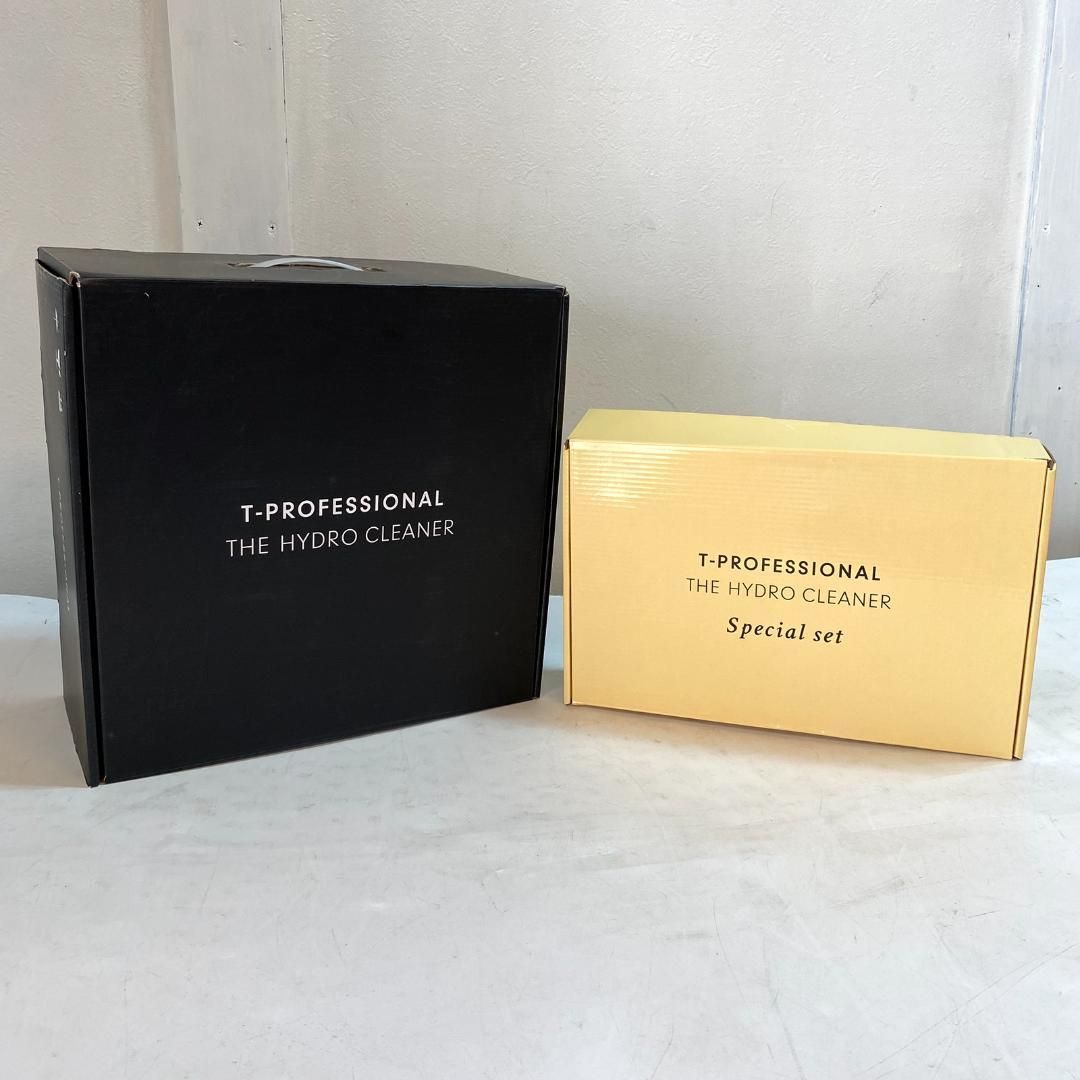 T-PROFESSIONAL
THE HYDRO CLEANER
T-PROFESSIONAL
THE HYDRO CLEANER
Special set